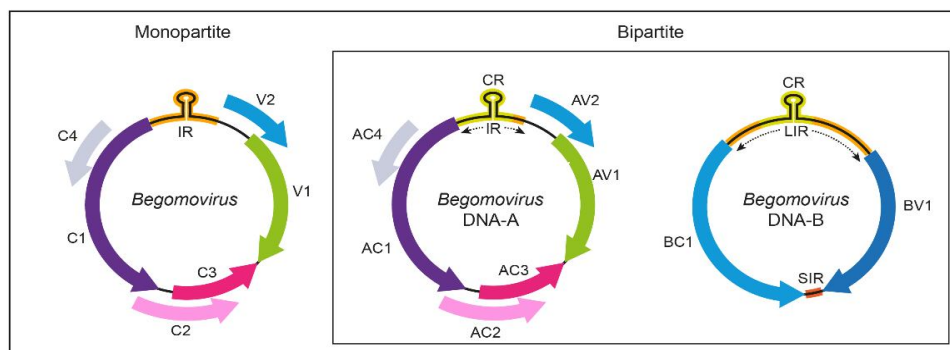 Monopartite
Bipartite
V2
IR
C4
V1
Begomovirus
C1
C3
C2
CR
AV2
IR
AC4
AV1
Begomovirus
DNA-A
AC1
AC3
AC2
CR
LIR
Begomovirus
DNA-B
BV1
BC1
SIR